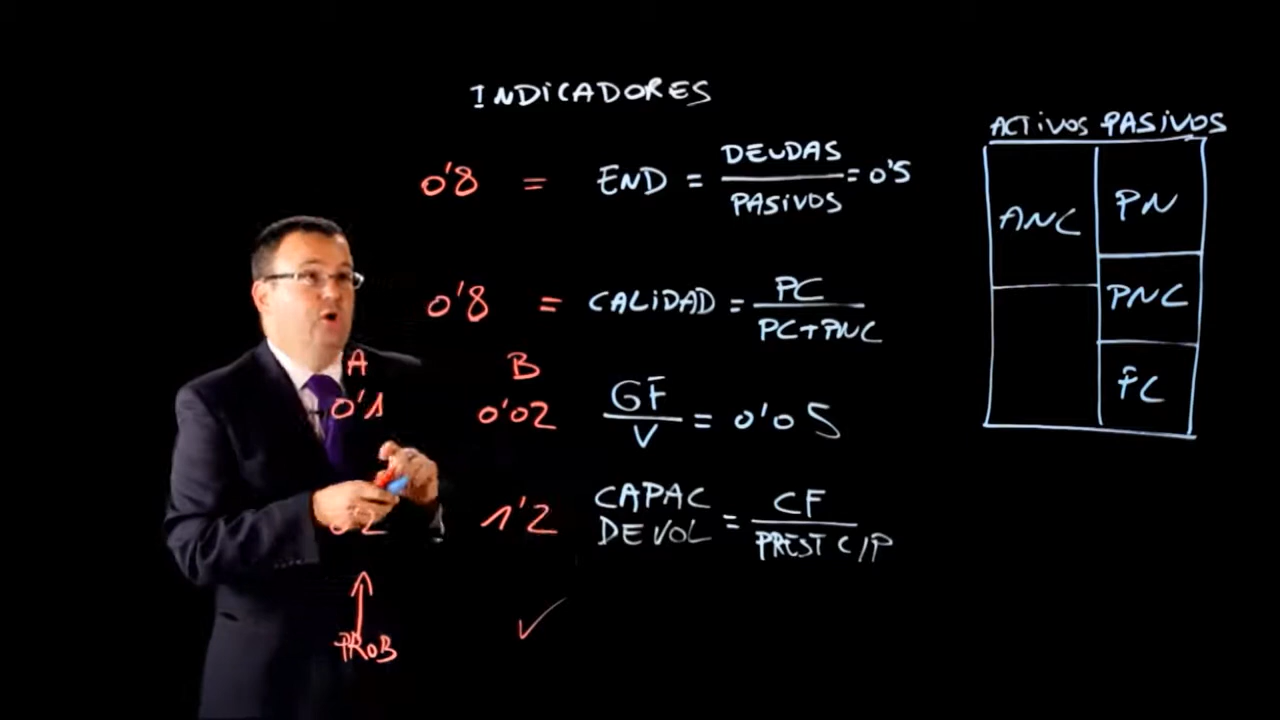 INDICADORES
0'8 = END = DEUDAS / PASIVOS = 0'5
0'8 = CALIDAD = PC / PC+PNC
A B
0'1 0'02 GF / V = 0'05
1'2 CAPAC DEVOL = CF / PREST C/P
PROB ✓
ACTIVOS PASIVOS
ANC PN
PNC
PC